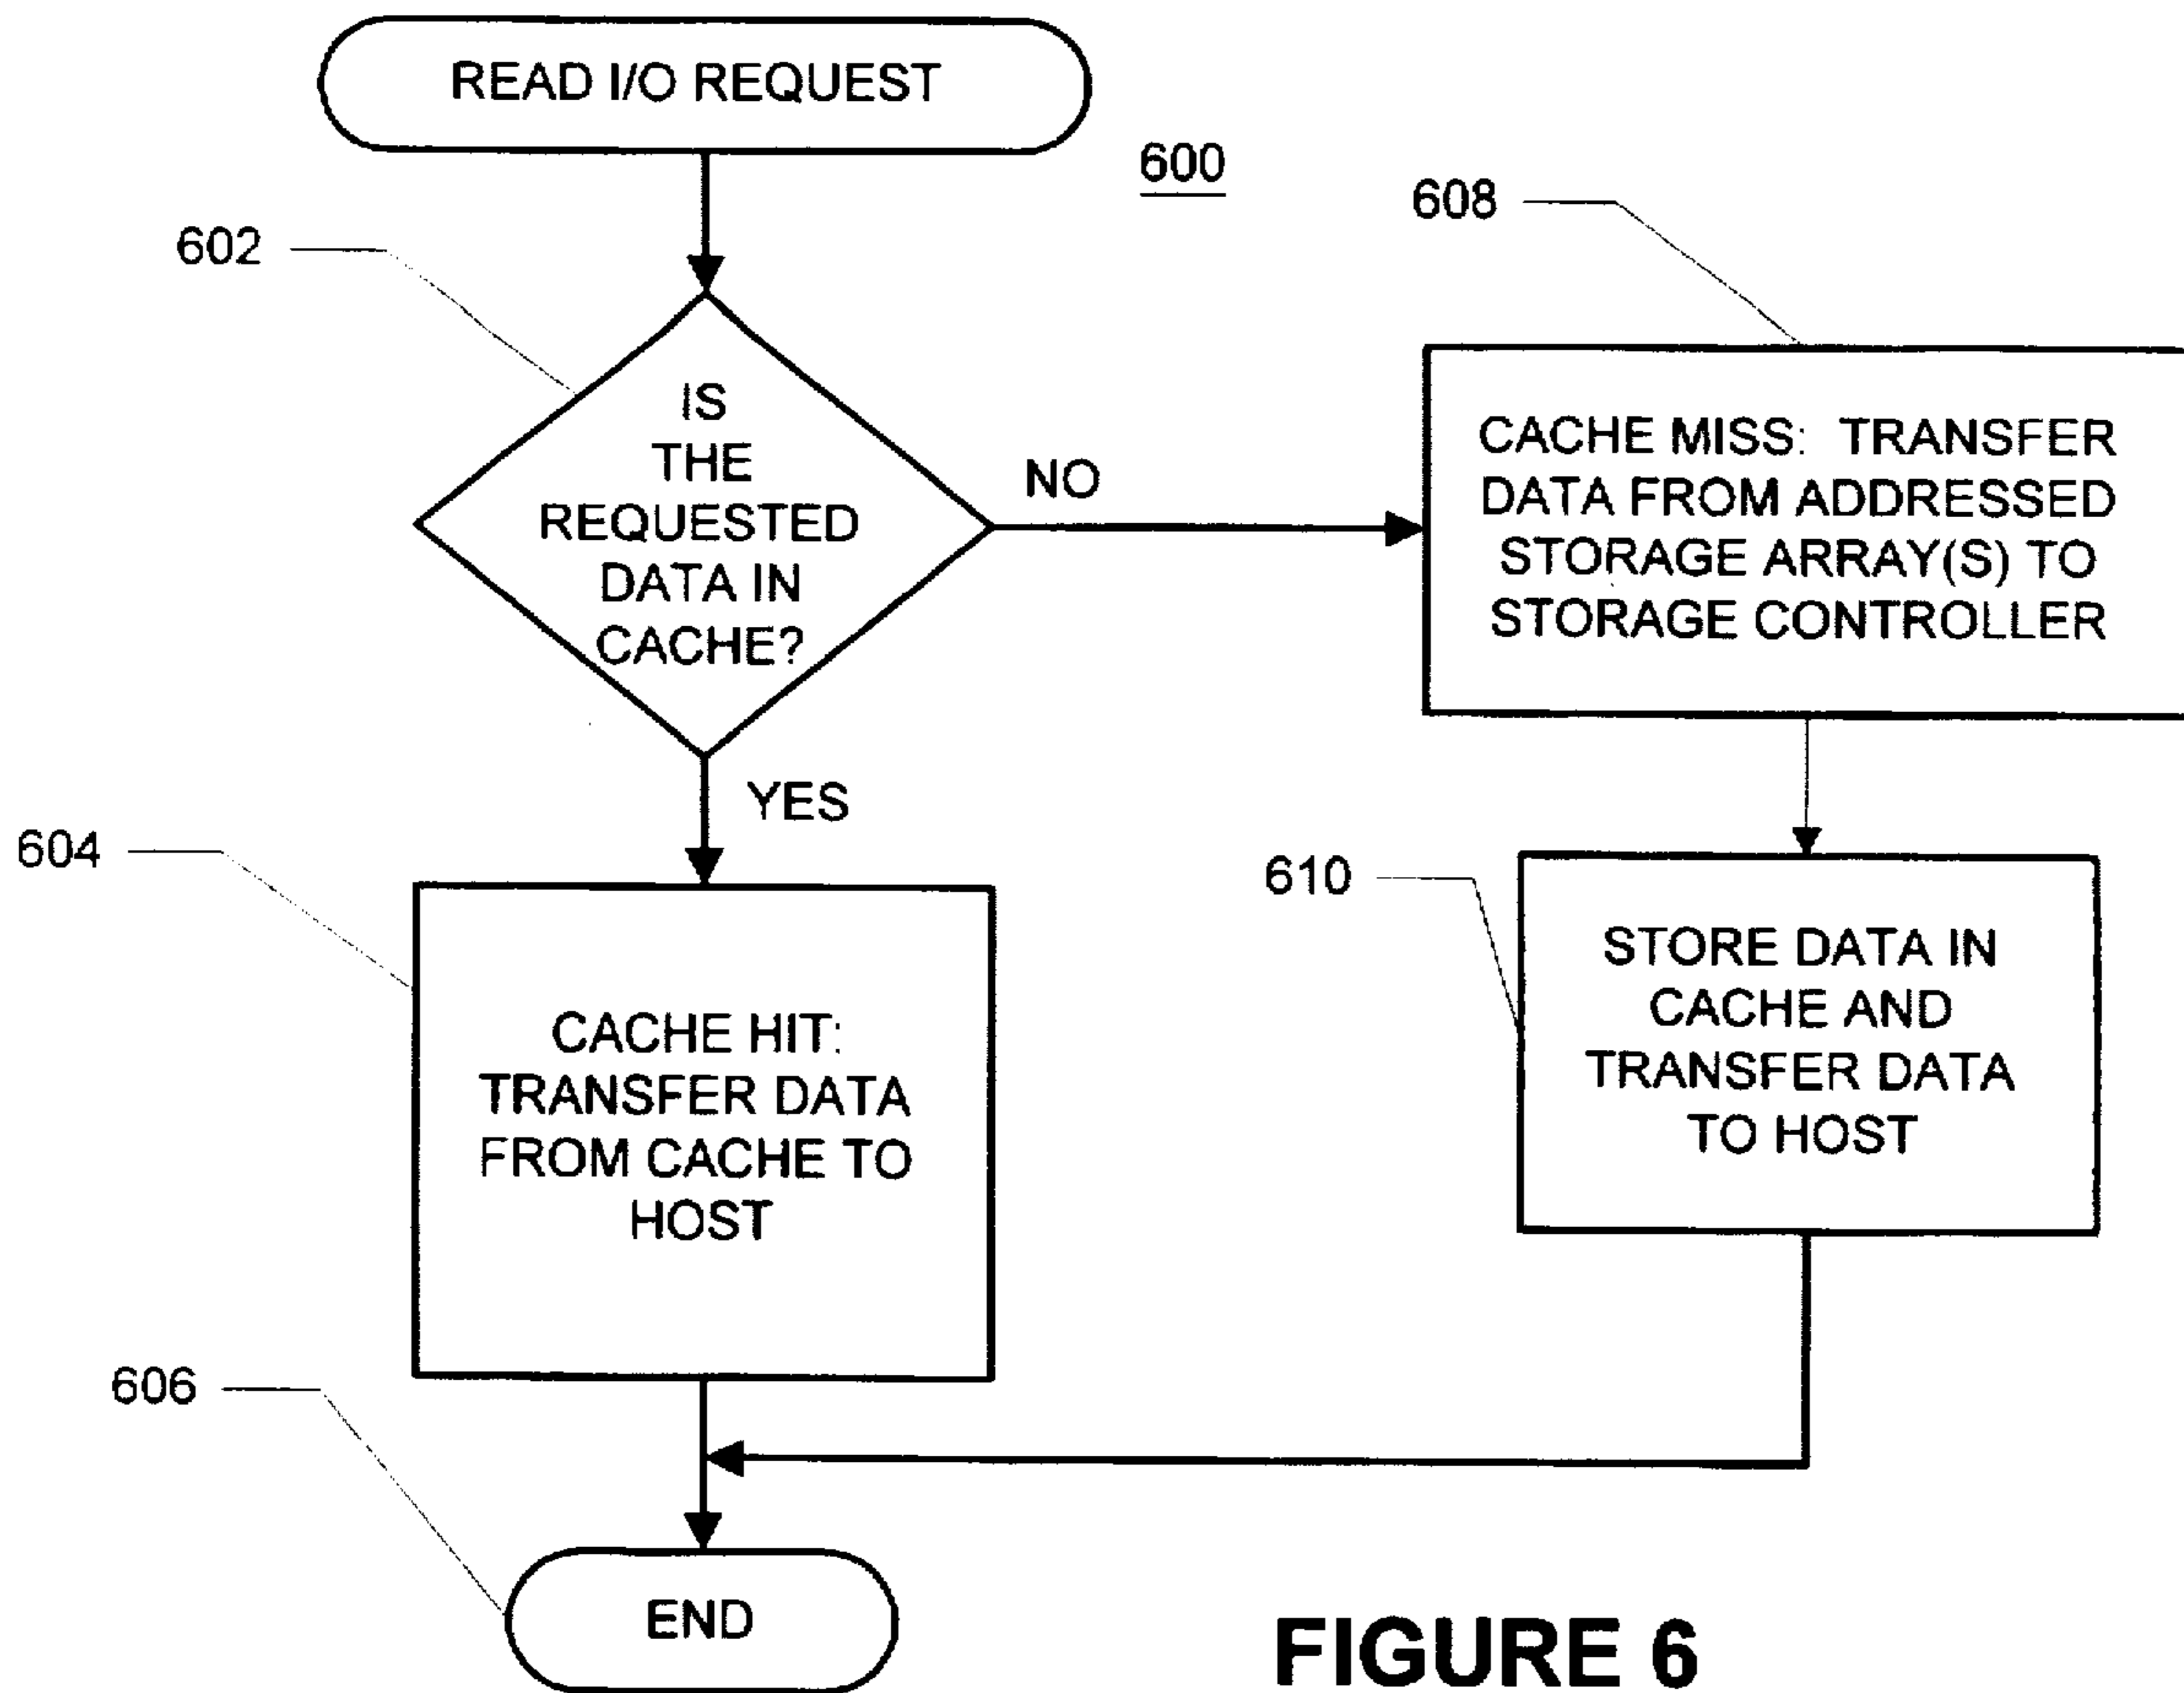 READ I/O REQUEST
600
608
602
IS
THE
REQUESTED
DATA IN
CACHE?
NO
CACHE MISS: TRANSFER
DATA FROM ADDRESSED
STORAGE ARRAY(S) TO
STORAGE CONTROLLER
YES
604
610
CACHE HIT:
TRANSFER DATA
FROM CACHE TO
HOST
STORE DATA IN
CACHE AND
TRANSFER DATA
TO HOST
606
END
FIGURE 6